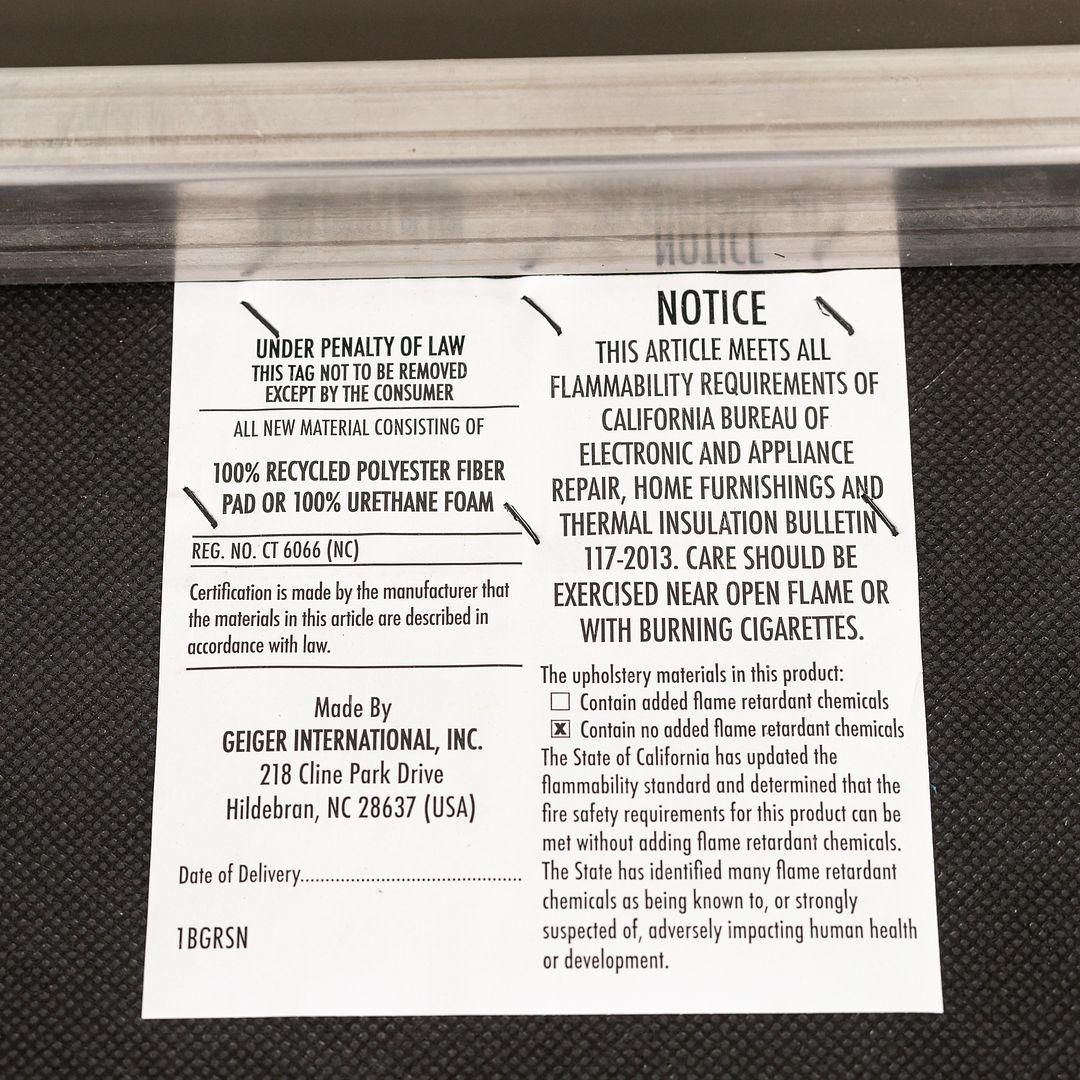 UNDER PENALTY OF LAW
THIS TAG NOT TO BE REMOVED
EXCEPT BY THE CONSUMER
ALL NEW MATERIAL CONSISTING OF
100% RECYCLED POLYESTER FIBER
PAD OR 100% URETHANE FOAM
REG. NO. CT 6066 (NC)
Certification is made by the manufacturer that
the materials in this article are described in
accordance with law.
Made By
GEIGER INTERNATIONAL, INC.
218 Cline Park Drive
Hildebran, NC 28637 (USA)
Date of Delivery............................................
1BGRSN
NOTICE
THIS ARTICLE MEETS ALL
FLAMMABILITY REQUIREMENTS OF
CALIFORNIA BUREAU OF
ELECTRONIC AND APPLIANCE
REPAIR, HOME FURNISHINGS AND
THERMAL INSULATION BULLETIN
117-2013. CARE SHOULD BE
EXERCISED NEAR OPEN FLAME OR
WITH BURNING CIGARETTES.
The upholstery materials in this product:
☐ Contain added flame retardant chemicals
☒ Contain no added flame retardant chemicals
The State of California has updated the
flammability standard and determined that the
fire safety requirements for this product can be
met without adding flame retardant chemicals.
The State has identified many flame retardant
chemicals as being known to, or strongly
suspected of, adversely impacting human health
or development.